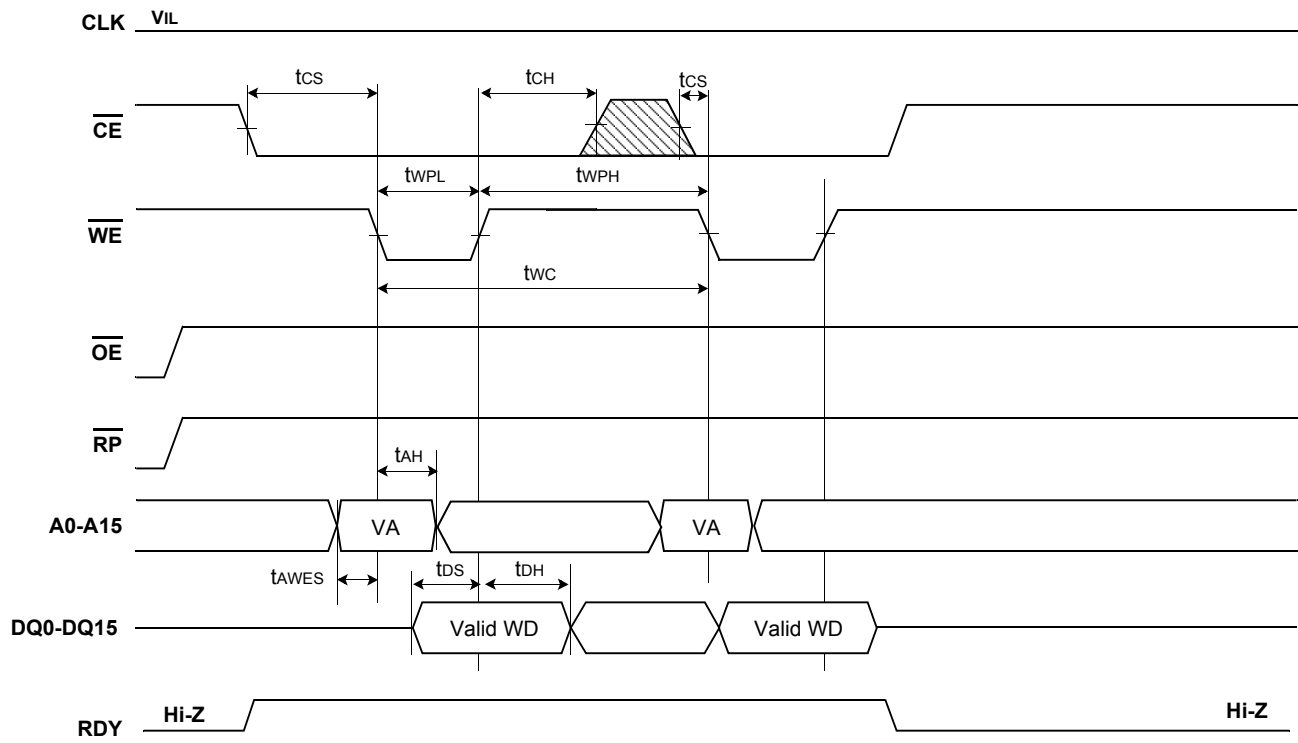 CLK VIL
tCS tCH tCS
CE
tWPL tWPH
WE
tWC
OE
RP
tAH
A0-A15 VA VA
tAWES tDS tDH
DQ0-DQ15 Valid WD Valid WD
RDY Hi-Z Hi-Z